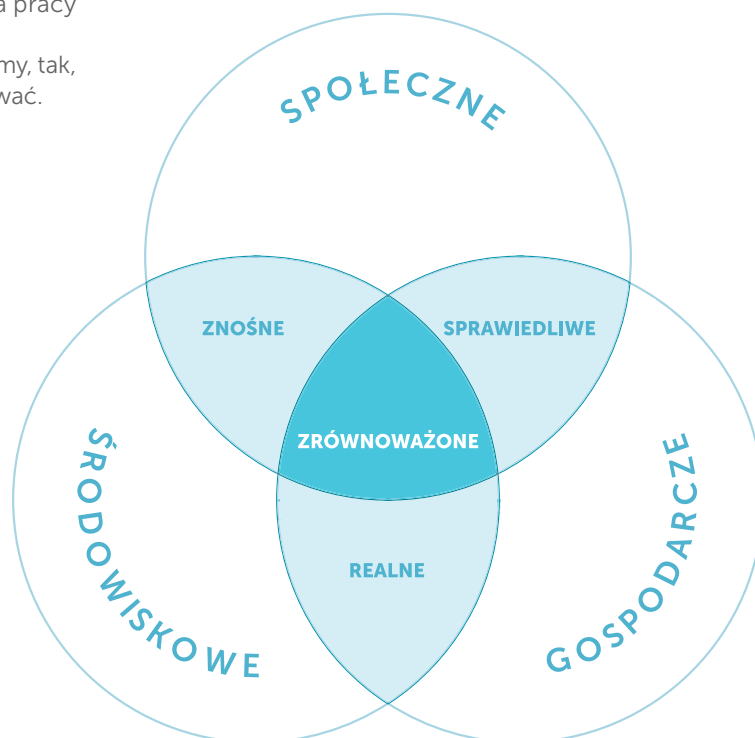 a pracy
my, tak,
wać.
SPOŁECZNE
ZNOŚNE
SPRAWIEDLIWE
ZRÓWNOWAŻONE
ŚRODOWISKOWE
GOSPODARCZE
REALNE